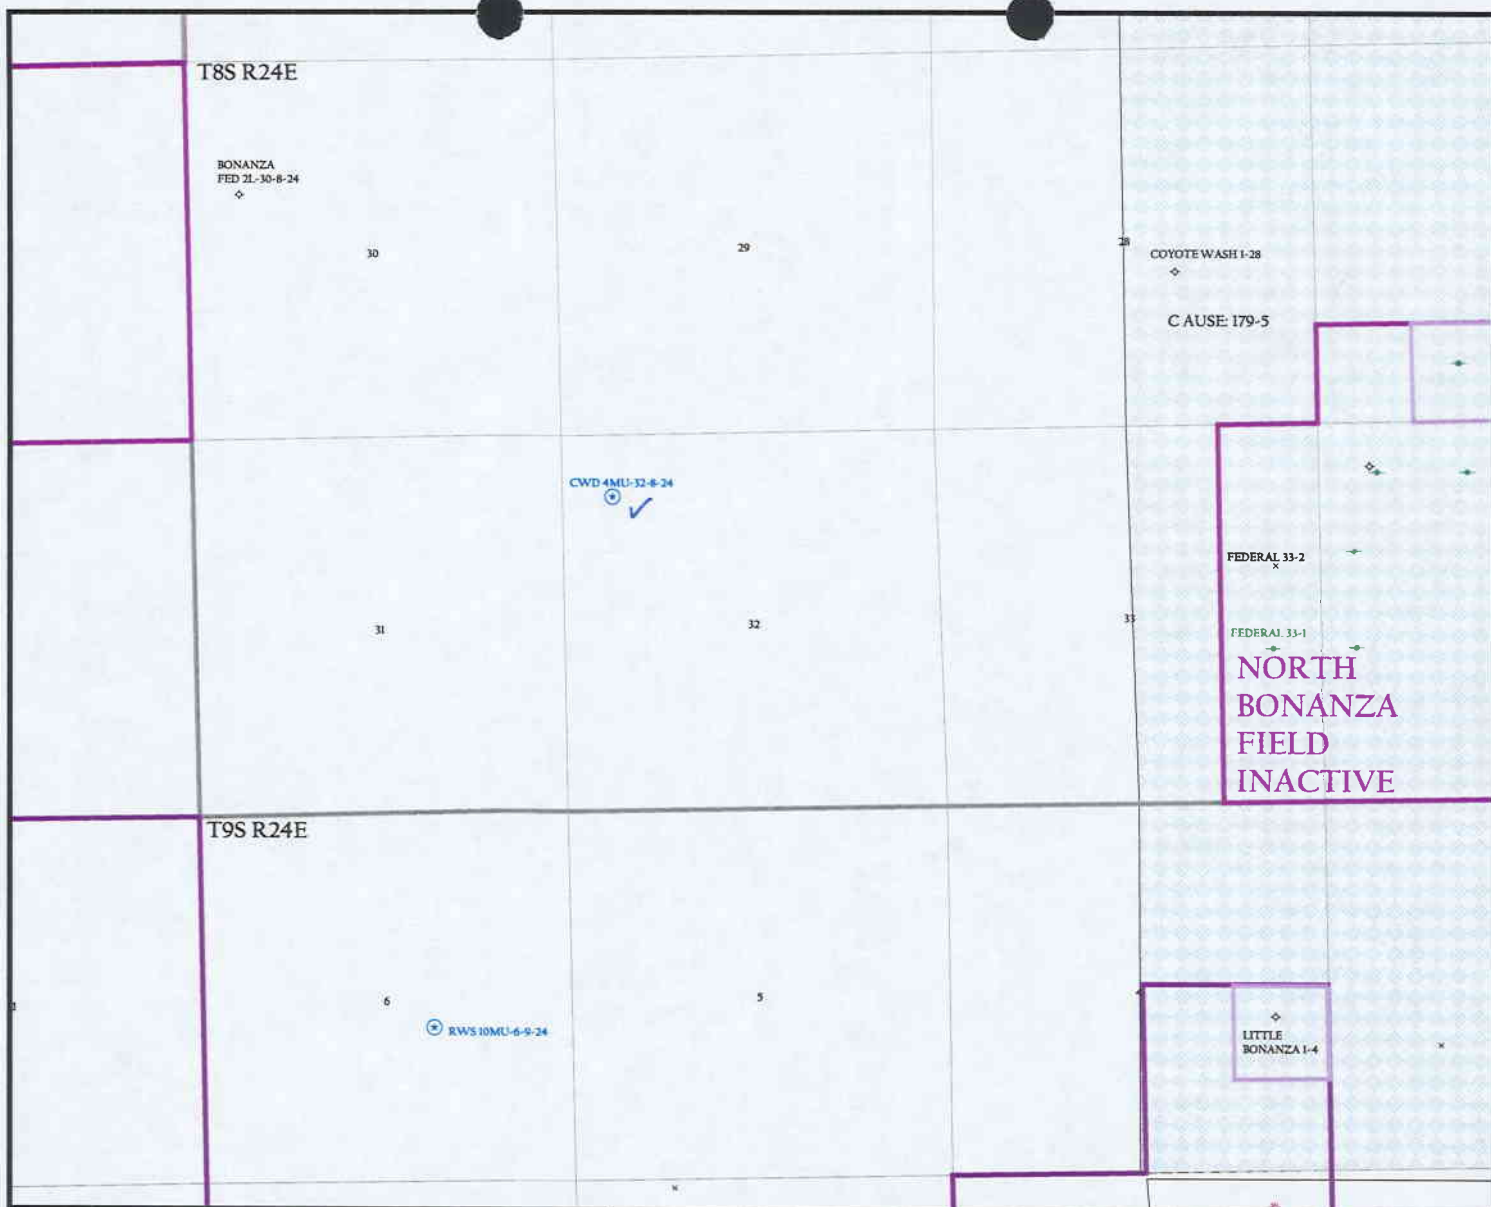 T8S R24E
BONANZA
FED 2L-30-8-24
30
29
28
COYOTE WASH 1-28
C AUSE: 179-5
CWD 4MU-32-8-24
FEDERAL 33-2
31
32
33
FEDERAL 33-1
NORTH
BONANZA
FIELD
INACTIVE
T9S R24E
6
5
4
1
RWS 10MU-6-9-24
LITTLE
BONANZA 1-4